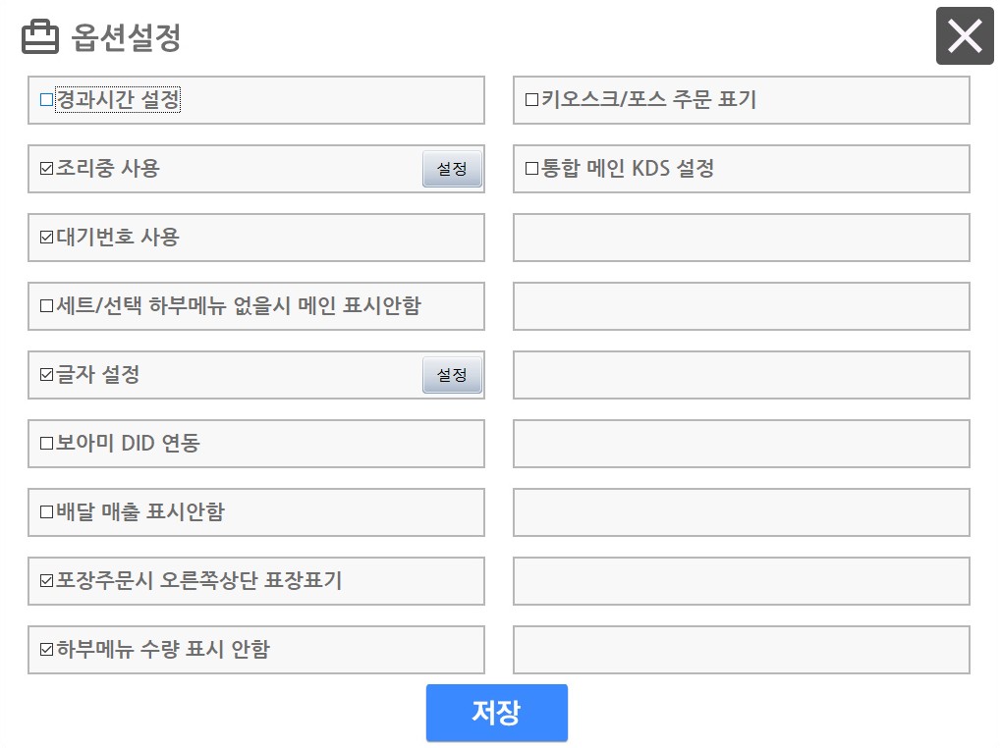 옵션설정
경과시간 설정
키오스크/포스 주문 표기
조리중 사용
설정
통합 메인 KDS 설정
대기번호 사용
세트/선택 하부메뉴 없을시 메인 표시안함
글자 설정
설정
보아미 DID 연동
배달 매출 표시안함
포장주문시 오른쪽상단 표장표기
하부메뉴 수량 표시 안함
저장